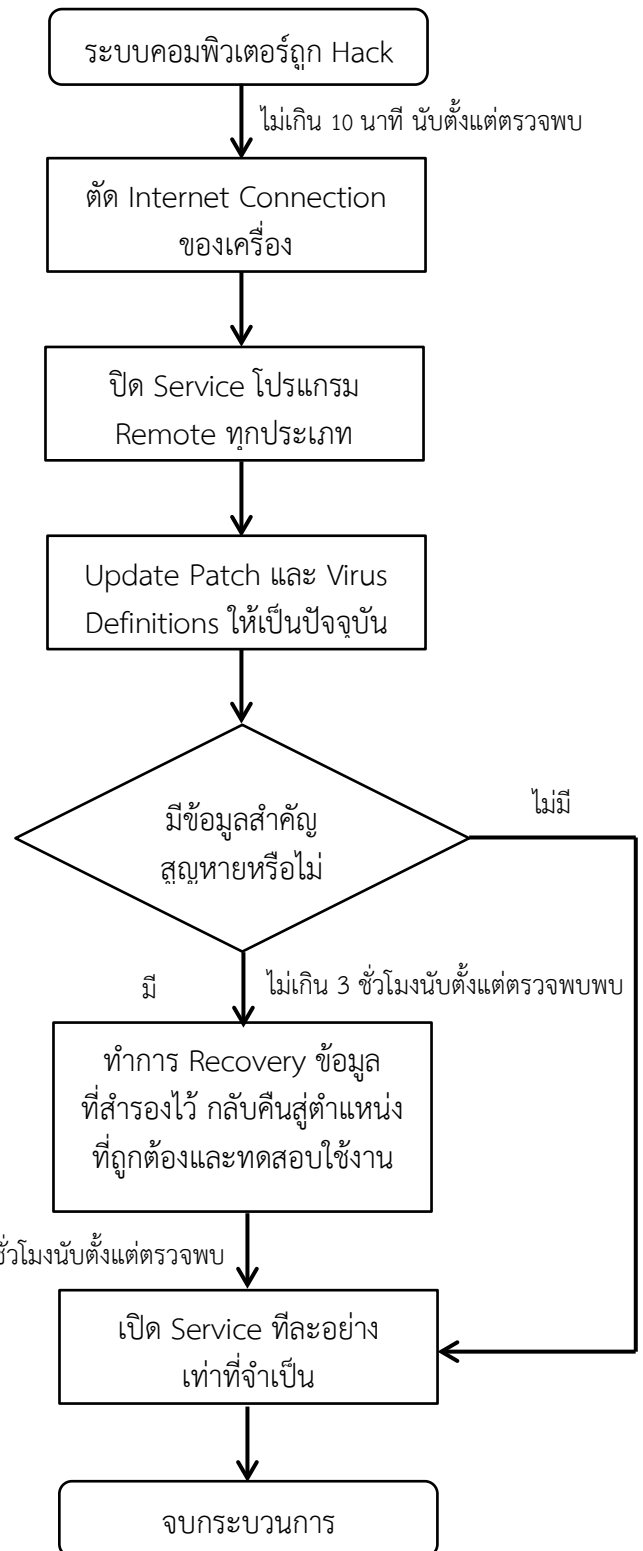 ระบบคอมพิวเตอร์ถูก Hack
ไม่เกิน 10 นาที นับตั้งแต่ตรวจพบ
ตัด Internet Connection
ของเครื่อง
ปิด Service โปรแกรม
Remote ทุกประเภท
Update Patch และ Virus
Definitions ให้เป็นปัจจุบัน
มีข้อมูลสำคัญ
สูญหายหรือไม่
ไม่มี
มี
ไม่เกิน 3 ชั่วโมงนับตั้งแต่ตรวจพบพบ
ทำการ Recovery ข้อมูล
ที่สำรองไว้ กลับคืนสู่ตำแหน่ง
ที่ถูกต้องและทดสอบใช้งาน
ชั่วโมงนับตั้งแต่ตรวจพบ
เปิด Service ทีละอย่าง
เท่าที่จำเป็น
จบกระบวนการ